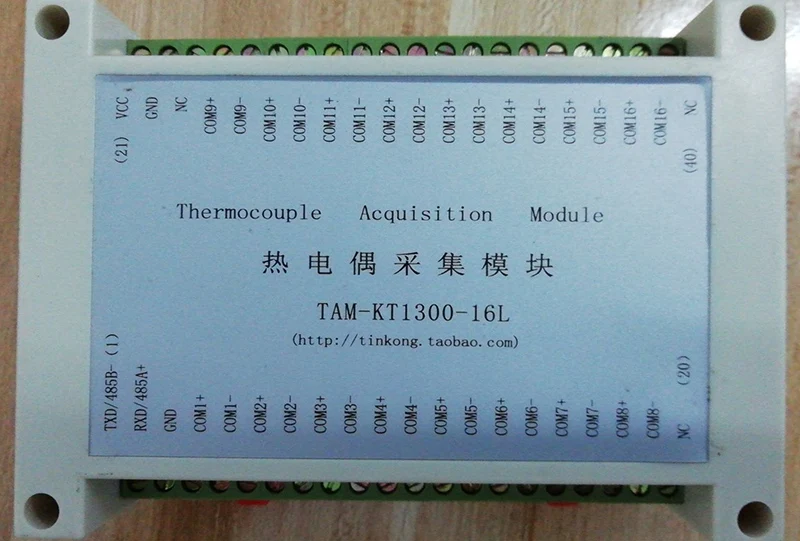 (21) VCC GND NC COM9+ COM9- COM10+ COM10- COM11+ COM11- COM12+ COM12- COM13+ COM13- COM14+ COM14- COM15+ COM15- COM16+ COM16- NC (40)
Thermocouple Acquisition Module
热电偶采集模块
TAM-KT1300-16L
(http://tinkong.taobao.com)
TXD/485B- (1) RXD/485A+ GND COM1+ COM1- COM2+ COM2- COM3+ COM3- COM4+ COM4- COM5+ COM5- COM6+ COM6- COM7+ COM7- COM8+ COM8- NC (20)